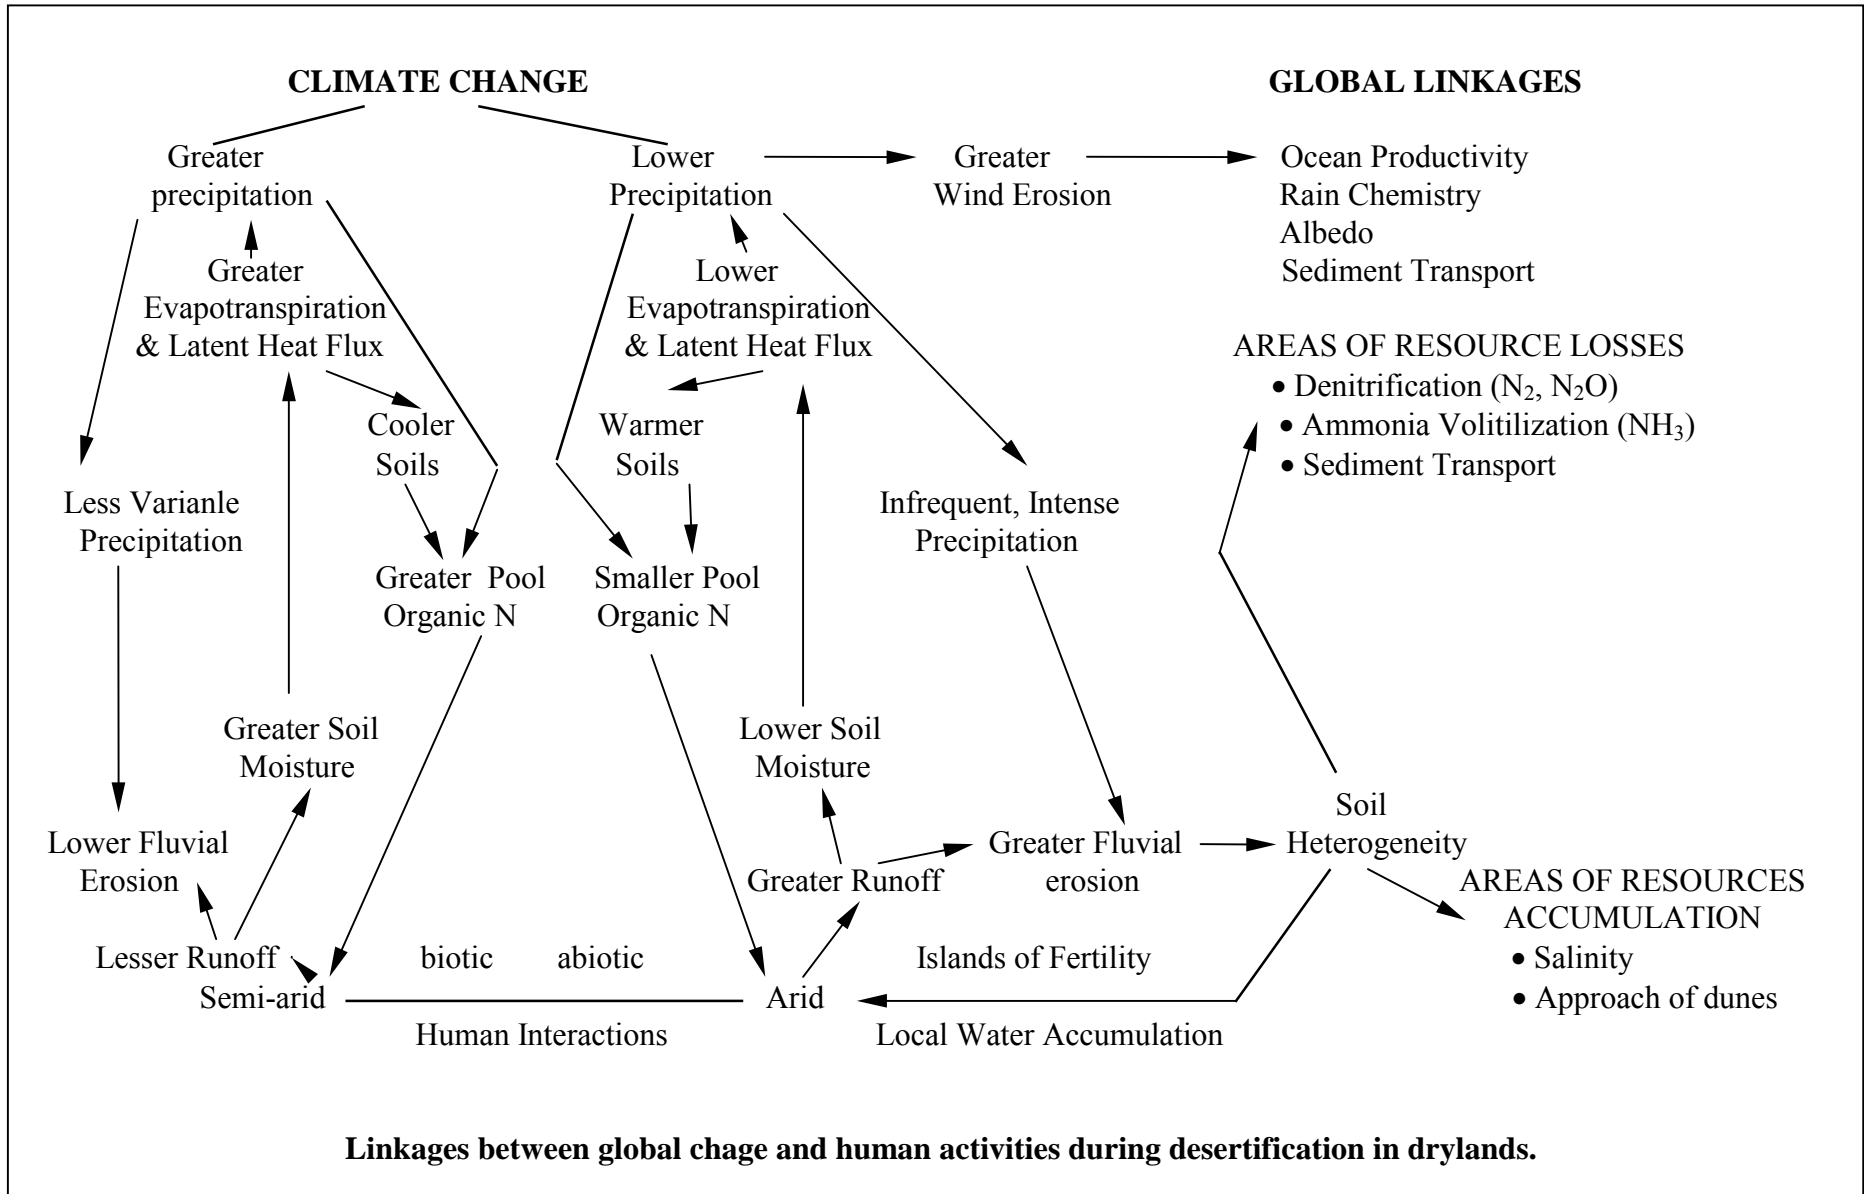 CLIMATE CHANGE
GLOBAL LINKAGES
Greater
precipitation
Lower
Precipitation
Greater
Wind Erosion
Ocean Productivity
Rain Chemistry
Albedo
Sediment Transport
Greater
Evapotranspiration
& Latent Heat Flux
Lower
Evapotranspiration
& Latent Heat Flux
AREAS OF RESOURCE LOSSES
• Denitrification (N₂, N₂O)
• Ammonia Volitilization (NH₃)
• Sediment Transport
Cooler
Soils
Warmer
Soils
Less Varianle
Precipitation
Infrequent, Intense
Precipitation
Greater Pool
Organic N
Smaller Pool
Organic N
Greater Soil
Moisture
Lower Soil
Moisture
Lower Fluvial
Erosion
Greater Runoff
Greater Fluvial
erosion
Soil
Heterogeneity
AREAS OF RESOURCES
ACCUMULATION
• Salinity
• Approach of dunes
Lesser Runoff
Semi-arid
biotic abiotic
Human Interactions
Arid
Islands of Fertility
Local Water Accumulation
Linkages between global chage and human activities during desertification in drylands.